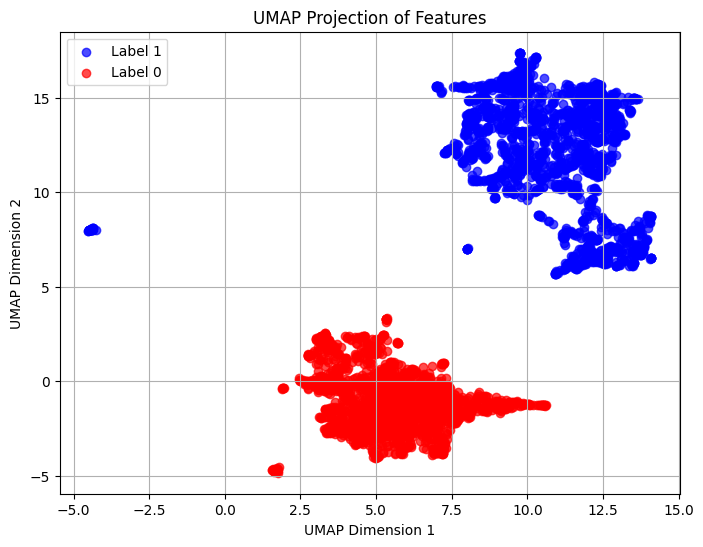 UMAP Projection of Features
Label 1
Label 0
15
10
5
0
−5
UMAP Dimension 2
−5.0 −2.5 0.0 2.5 5.0 7.5 10.0 12.5 15.0
UMAP Dimension 1